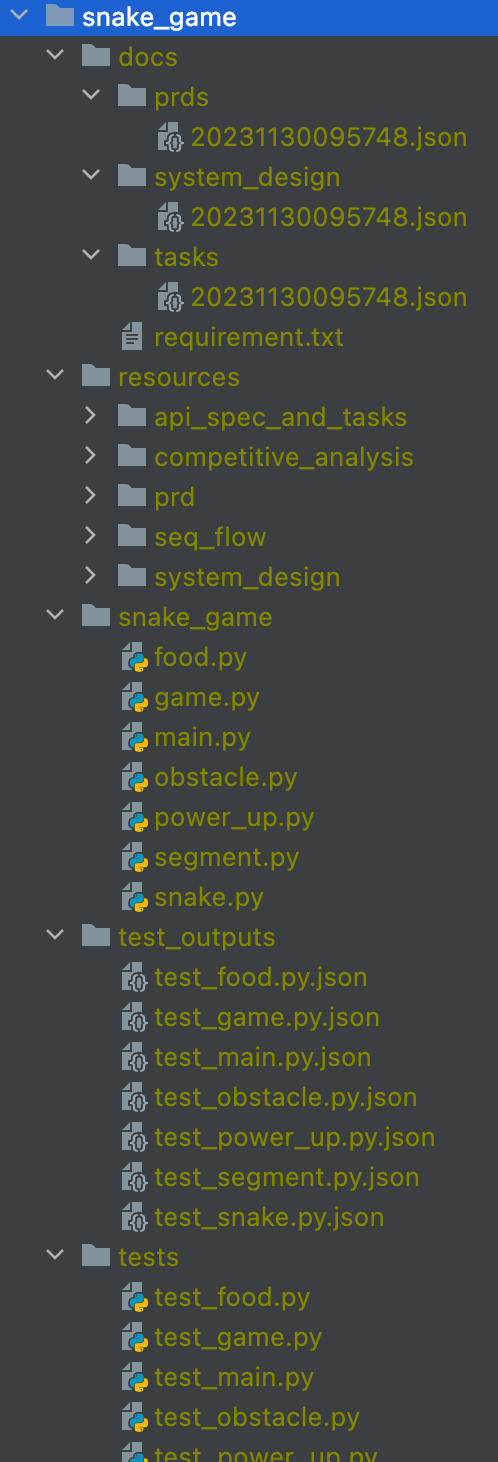 snake_game
docs
prds
20231130095748.json
system_design
20231130095748.json
tasks
20231130095748.json
requirement.txt
resources
api_spec_and_tasks
competitive_analysis
prd
seq_flow
system_design
snake_game
food.py
game.py
main.py
obstacle.py
power_up.py
segment.py
snake.py
test_outputs
test_food.py.json
test_game.py.json
test_main.py.json
test_obstacle.py.json
test_power_up.py.json
test_segment.py.json
test_snake.py.json
tests
test_food.py
test_game.py
test_main.py
test_obstacle.py
test_power_up.py